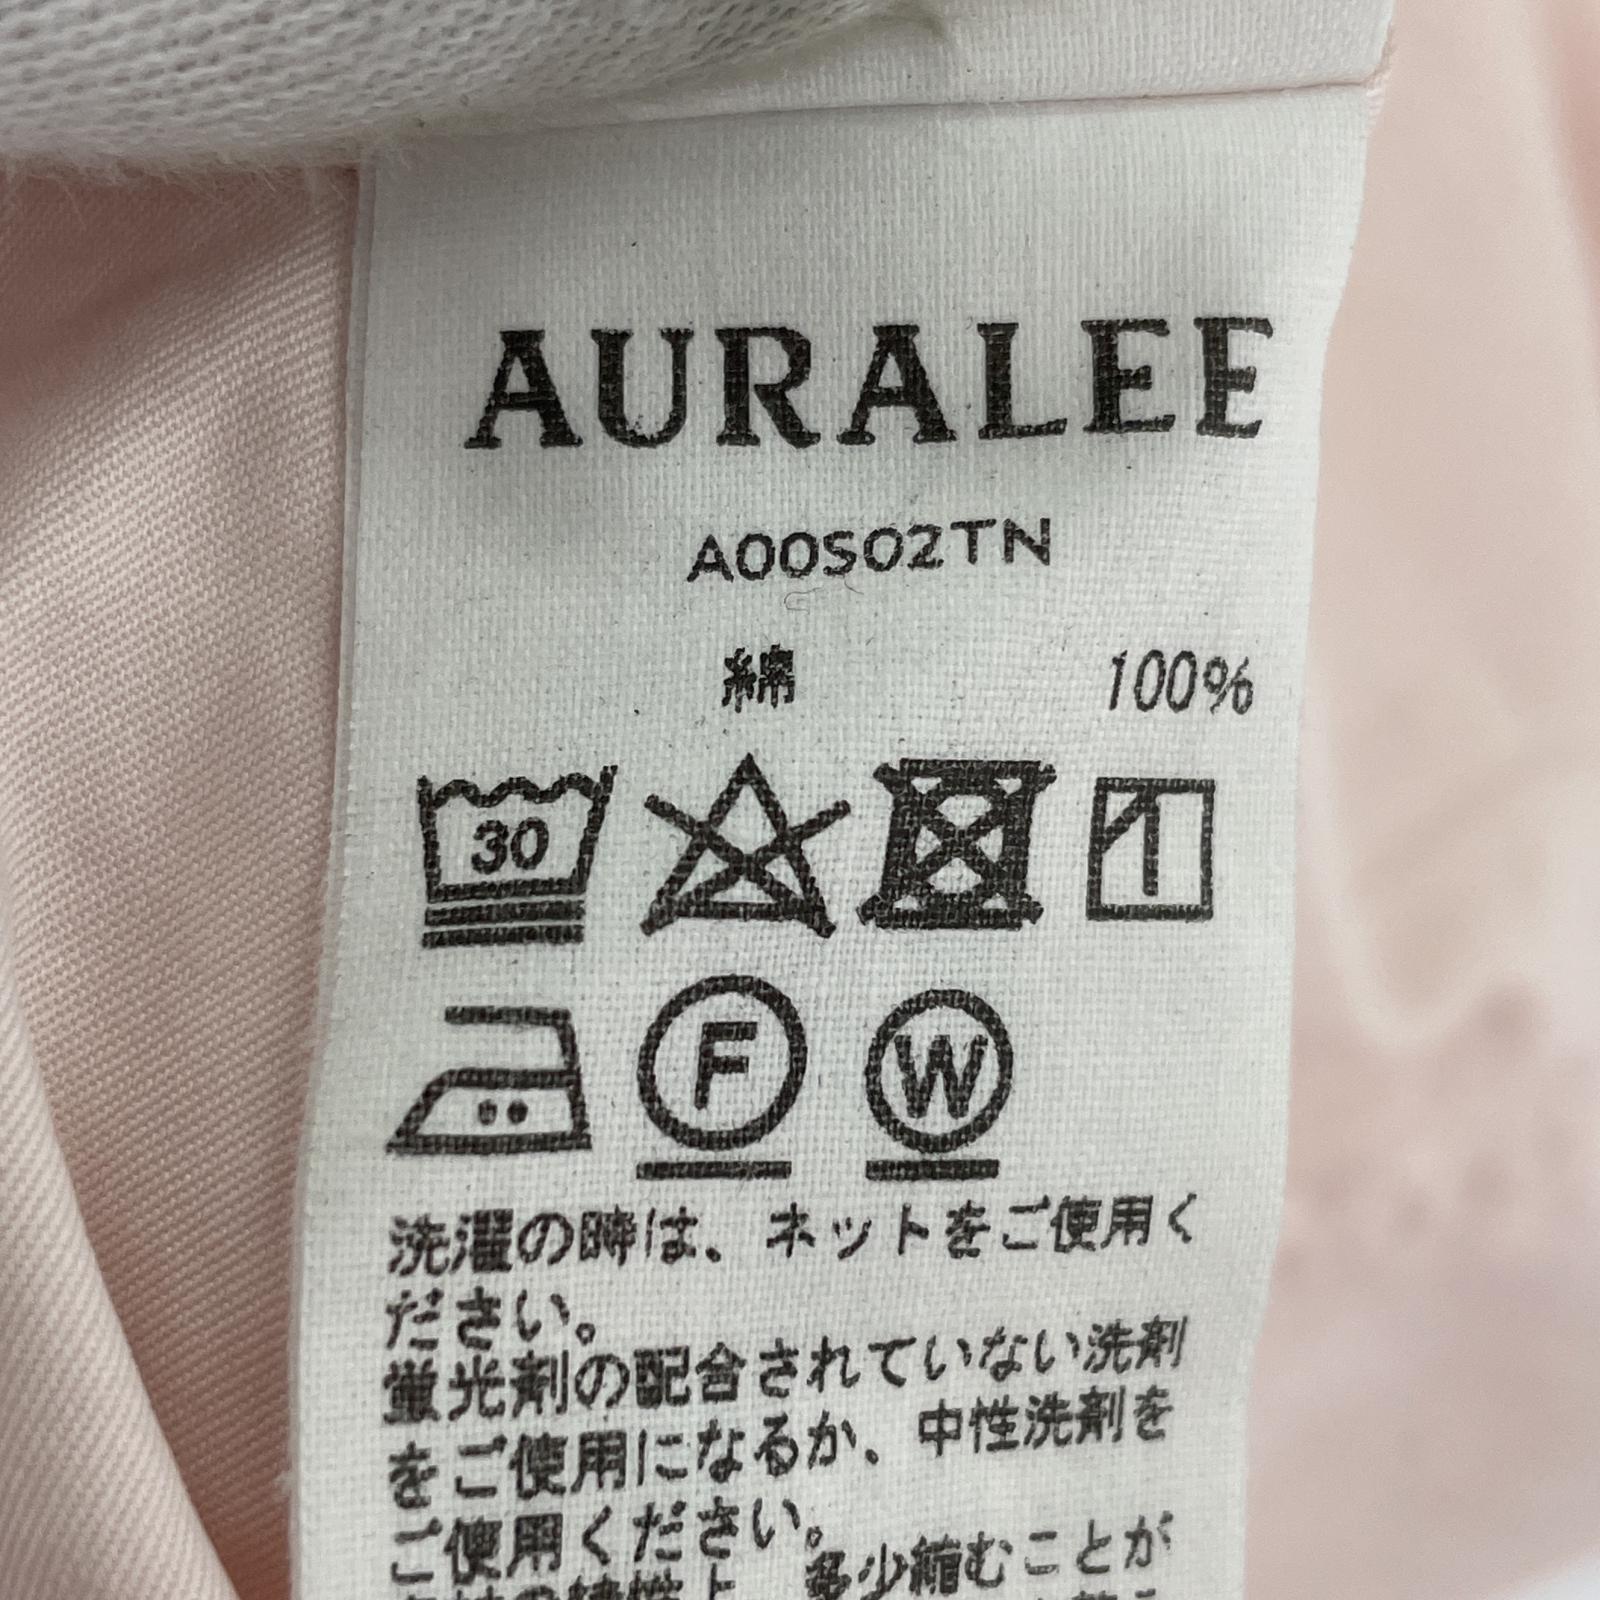 AURALEE
A00S02TN
綿 100%
30
F W
洗濯の時は、ネットをご使用く
ださい。
蛍光剤の配合されていない洗剤
をご使用になるか、中性洗剤を
ご使用ください。
多少縮むことが